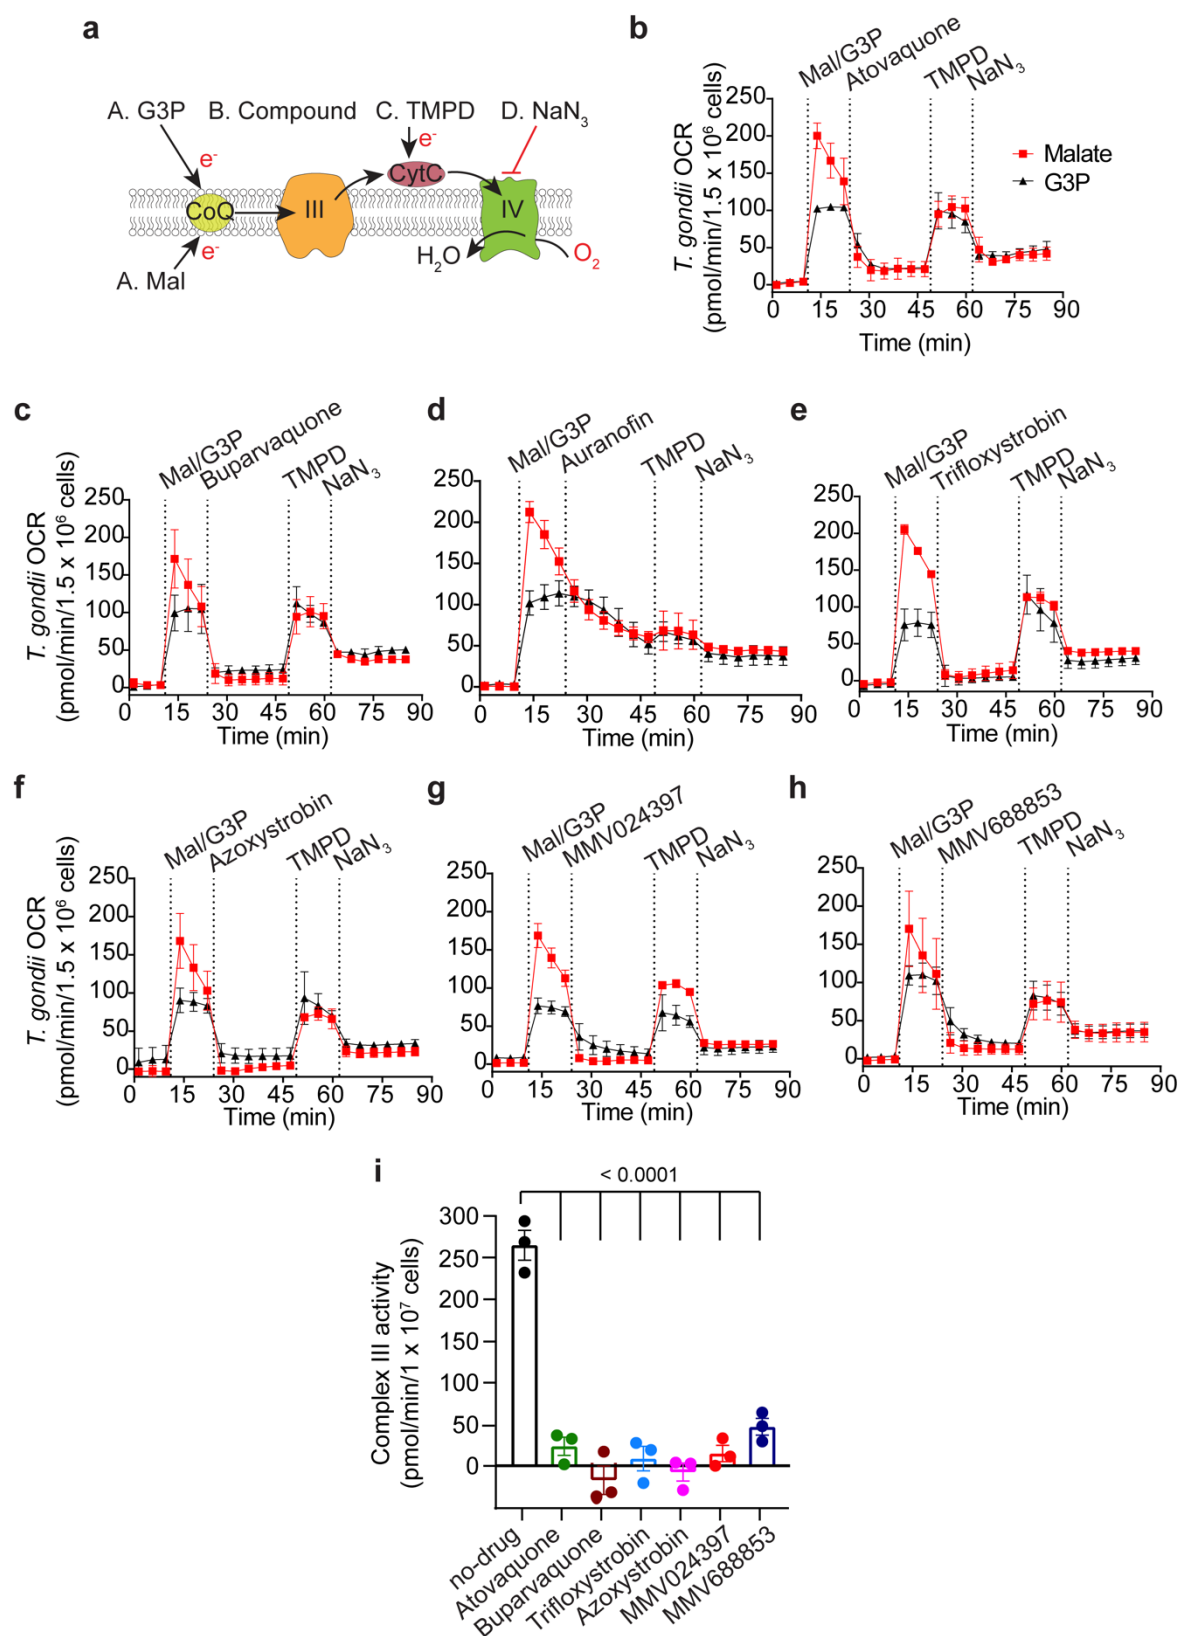 a
A. G3P B. Compound C. TMPD D. NaN₃
e⁻
e⁻
CytC
CoQ
III
IV
e⁻
H₂O
O₂
A. Mal
b
Mal/G3P
Atovaquone
TMPD
NaN₃
T. gondii OCR
(pmol/min/1.5 x 10⁶ cells)
250
200
150
100
50
0
Malate
G3P
0 15 30 45 60 75 90
Time (min)
c
Mal/G3P
Buparvaquone
TMPD
NaN₃
T. gondii OCR
(pmol/min/1.5 x 10⁶ cells)
250
200
150
100
50
0
0 15 30 45 60 75 90
Time (min)
d
Mal/G3P
Auranofin
TMPD
NaN₃
250
200
150
100
50
0
0 15 30 45 60 75 90
Time (min)
e
Mal/G3P
Trifloxystrobin
TMPD
NaN₃
250
200
150
100
50
0
0 15 30 45 60 75 90
Time (min)
f
Mal/G3P
Azoxystrobin
TMPD
NaN₃
T. gondii OCR
(pmol/min/1.5 x 10⁶ cells)
250
200
150
100
50
0
0 15 30 45 60 75 90
Time (min)
g
Mal/G3P
MMV024397
TMPD
NaN₃
250
200
150
100
50
0
0 15 30 45 60 75 90
Time (min)
h
Mal/G3P
MMV688853
TMPD
NaN₃
250
200
150
100
50
0
0 15 30 45 60 75 90
Time (min)
i
< 0.0001
Complex III activity
(pmol/min/1 x 10⁷ cells)
300
250
200
150
100
50
0
no-drug
Atovaquone
Buparvaquone
Trifloxystrobin
Azoxystrobin
MMV024397
MMV688853